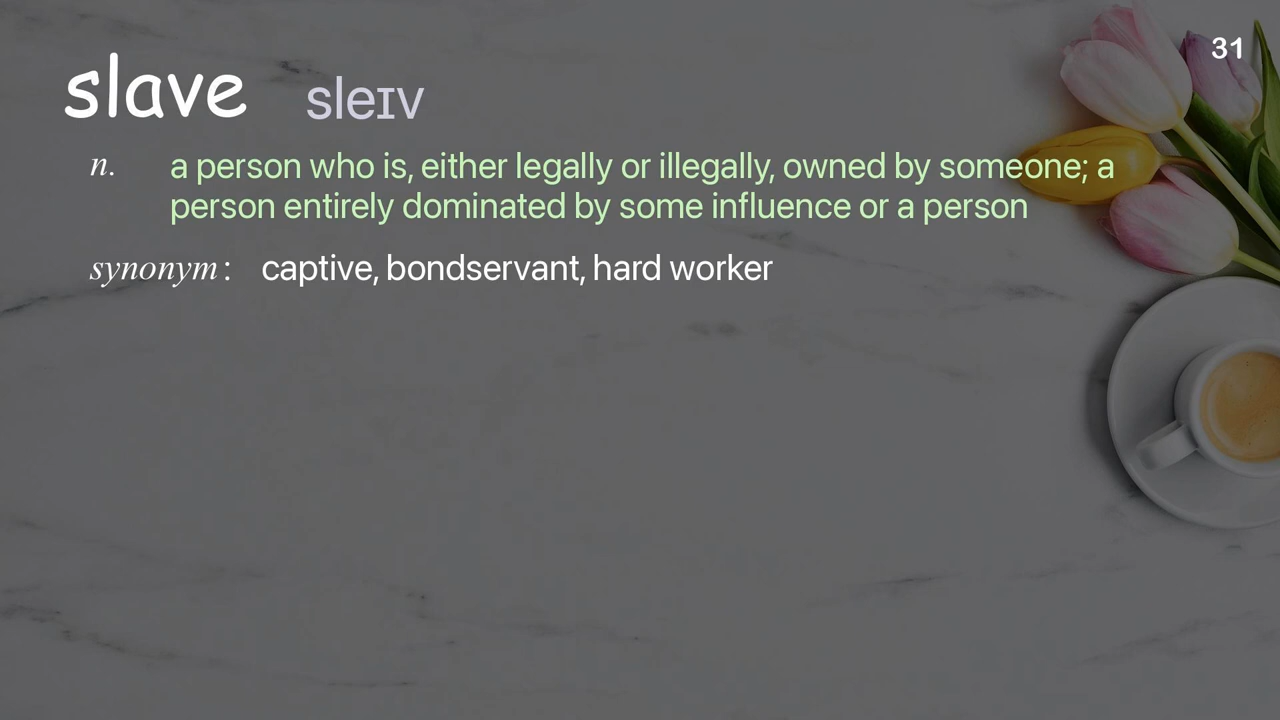 31
slave sleɪv
n. a person who is, either legally or illegally, owned by someone; a
person entirely dominated by some influence or a person
synonym: captive, bondservant, hard worker